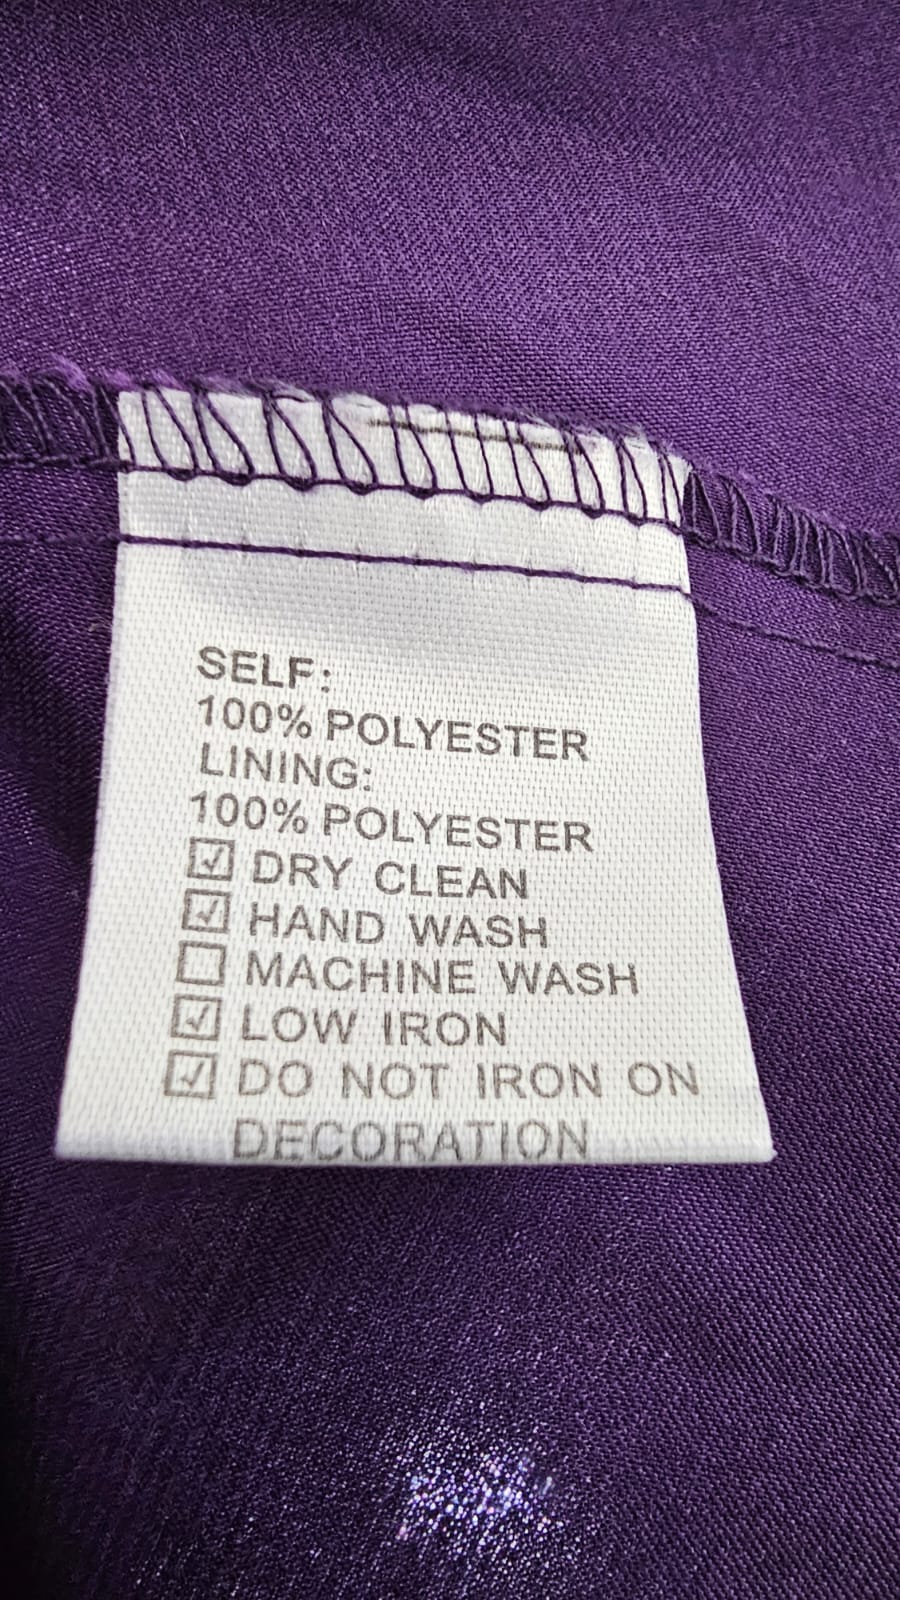 SELF:
100% POLYESTER
LINING:
100% POLYESTER
☑ DRY CLEAN
☑ HAND WASH
☐ MACHINE WASH
☑ LOW IRON
☑ DO NOT IRON ON
DECORATION